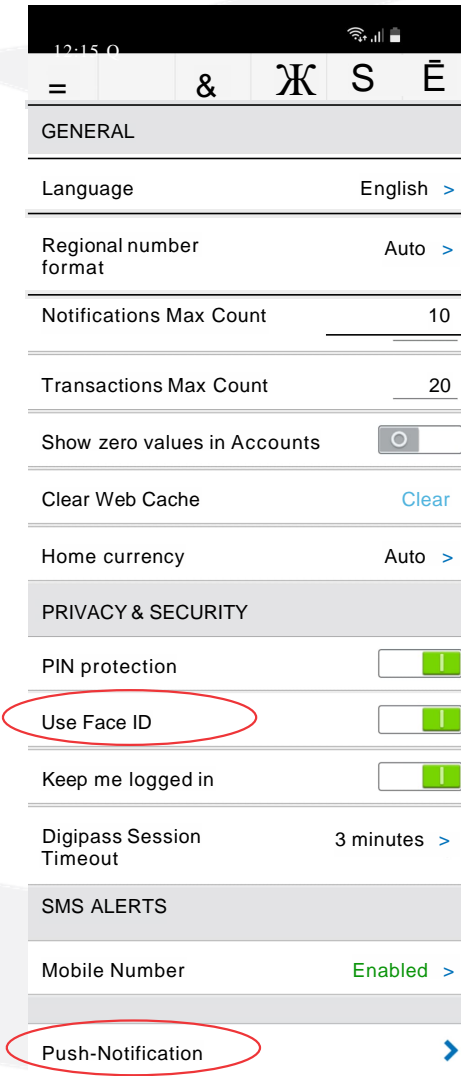 12:15 Q
= & Ж S Ē
GENERAL
Language English >
Regional number
format Auto >
Notifications Max Count 10
Transactions Max Count 20
Show zero values in Accounts
Clear Web Cache Clear
Home currency Auto >
PRIVACY & SECURITY
PIN protection
Use Face ID
Keep me logged in
Digipass Session
Timeout 3 minutes >
SMS ALERTS
Mobile Number Enabled >
Push-Notification >